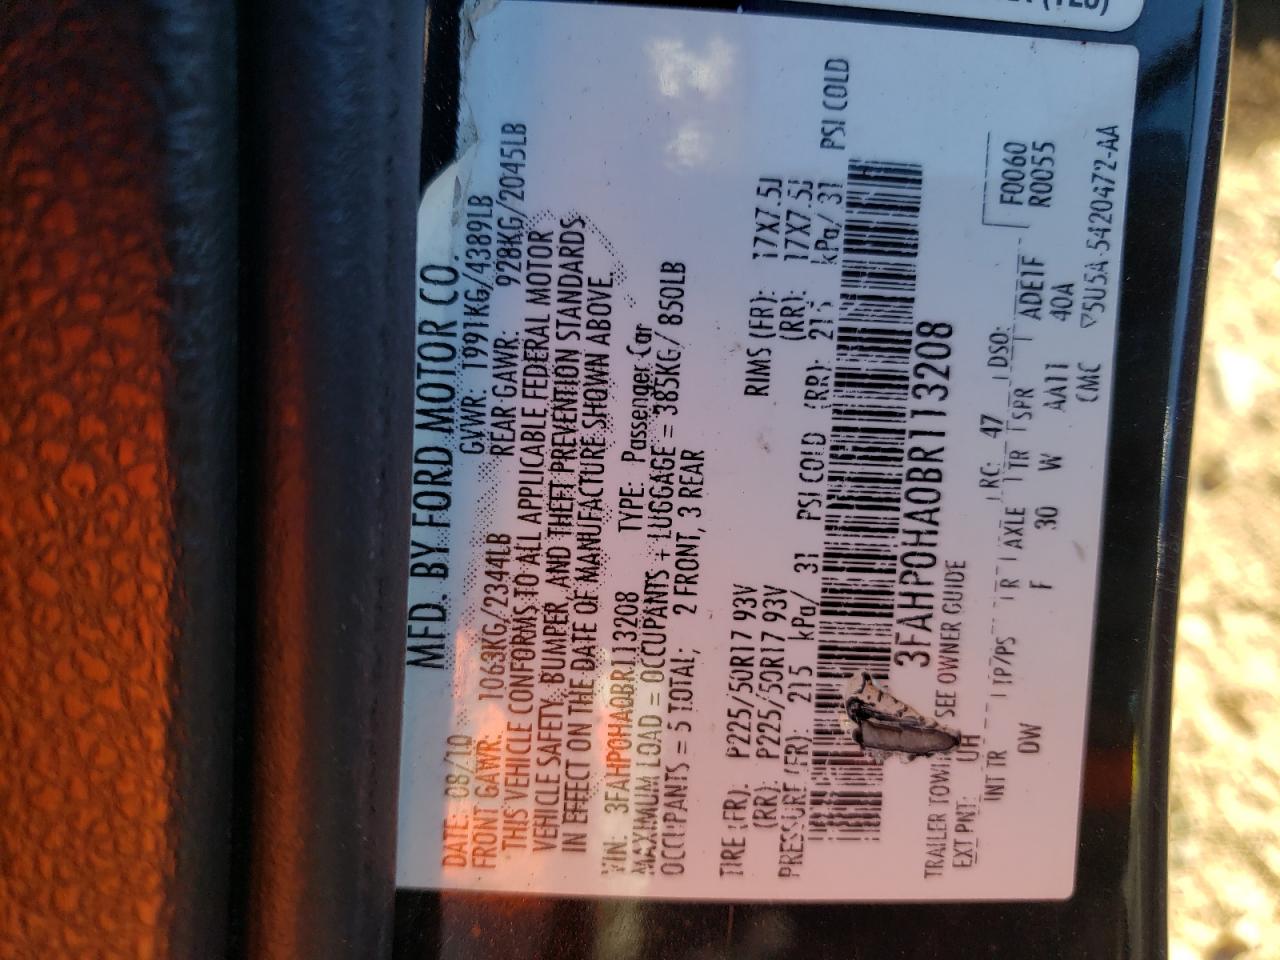 MFD. BY FORD MOTOR CO.
DATE: 08/10 GVWR: 1991KG/4389LB
FRONT GAWR: 1063KG/2344LB REAR GAWR: 928KG/2045LB
THIS VEHICLE CONFORMS TO ALL APPLICABLE FEDERAL MOTOR
VEHICLE SAFETY, BUMPER, AND THEFT PREVENTION STANDARDS
IN EFFECT ON THE DATE OF MANUFACTURE SHOWN ABOVE.
VIN: 3FAHP0HA0BR113208 TYPE: Passenger Car
MAXIMUM LOAD = OCCUPANTS + LUGGAGE = 385KG/ 850LB
OCCUPANTS = 5 TOTAL; 2 FRONT, 3 REAR
TIRE (FR): P225/50R17 93V RIMS (FR): 17X7.5J
(RR): P225/50R17 93V (RR): 17X7.5J
PRESSURE (FR): 215 kPa/ 31 PSI COLD (RR): 215 kPa/ 31 PSI COLD
3FAHP0HA0BR113208
TRAILER TOWING SEE OWNER GUIDE F0060
EXT PNT: UH RC: 47 DSO: R0055
INT TR TP/PS R AXLE TR SPR ADE1F
DW F 30 W AA11 40A
CMC ▽5U5A-5420472-AA